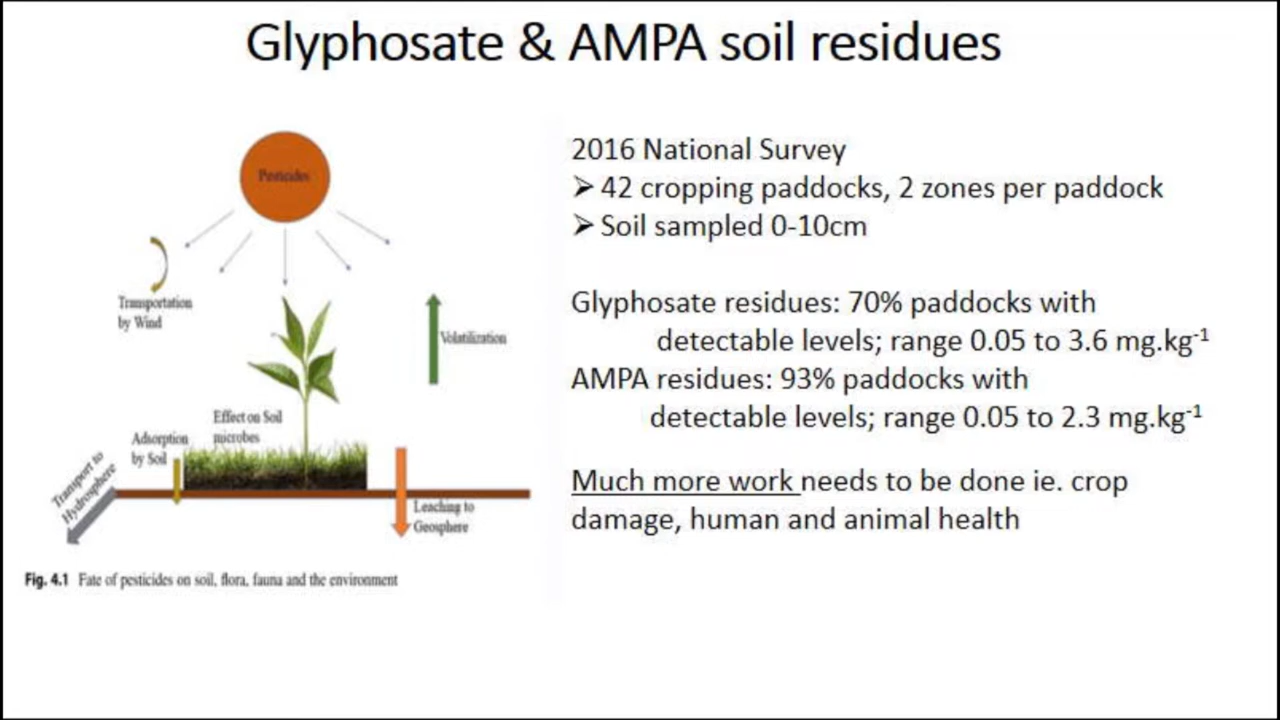 Glyphosate & AMPA soil residues
Pesticides
Transportation
by Wind
Volatilization
Effect on Soil
microbes
Adsorption
by Soil
Transport to
Hydrosphere
Leaching to
Geosphere
Fig. 4.1 Fate of pesticides on soil, flora, fauna and the environment
2016 National Survey
➢ 42 cropping paddocks, 2 zones per paddock
➢ Soil sampled 0-10cm
Glyphosate residues: 70% paddocks with
detectable levels; range 0.05 to 3.6 mg.kg⁻¹
AMPA residues: 93% paddocks with
detectable levels; range 0.05 to 2.3 mg.kg⁻¹
Much more work needs to be done ie. crop
damage, human and animal health